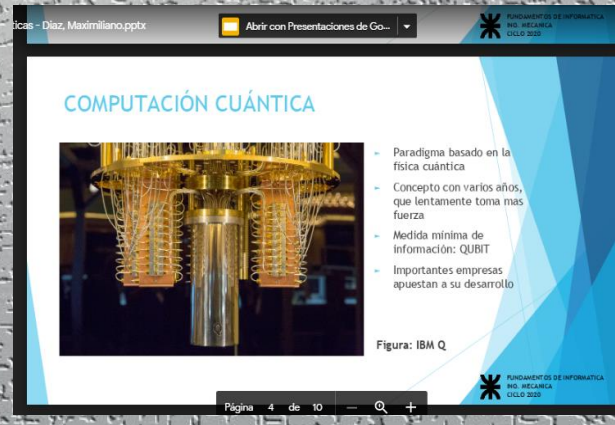 icas - Diaz, Maximiliano.pptx
Abrir con Presentaciones de Go...
FUNDAMENTOS DE INFORMATICA
ING. MECANICA
CICLO 2020
COMPUTACIÓN CUÁNTICA
Paradigma basado en la
física cuántica
Concepto con varios años,
que lentamente toma mas
fuerza
Medida mínima de
información: QUBIT
Importantes empresas
apuestan a su desarrollo
Figura: IBM Q
FUNDAMENTOS DE INFORMATICA
ING. MECANICA
CICLO 2020
Página 4 de 10